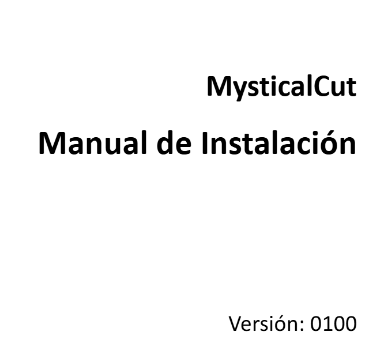 MysticalCut
Manual de Instalación
Versión: 0100